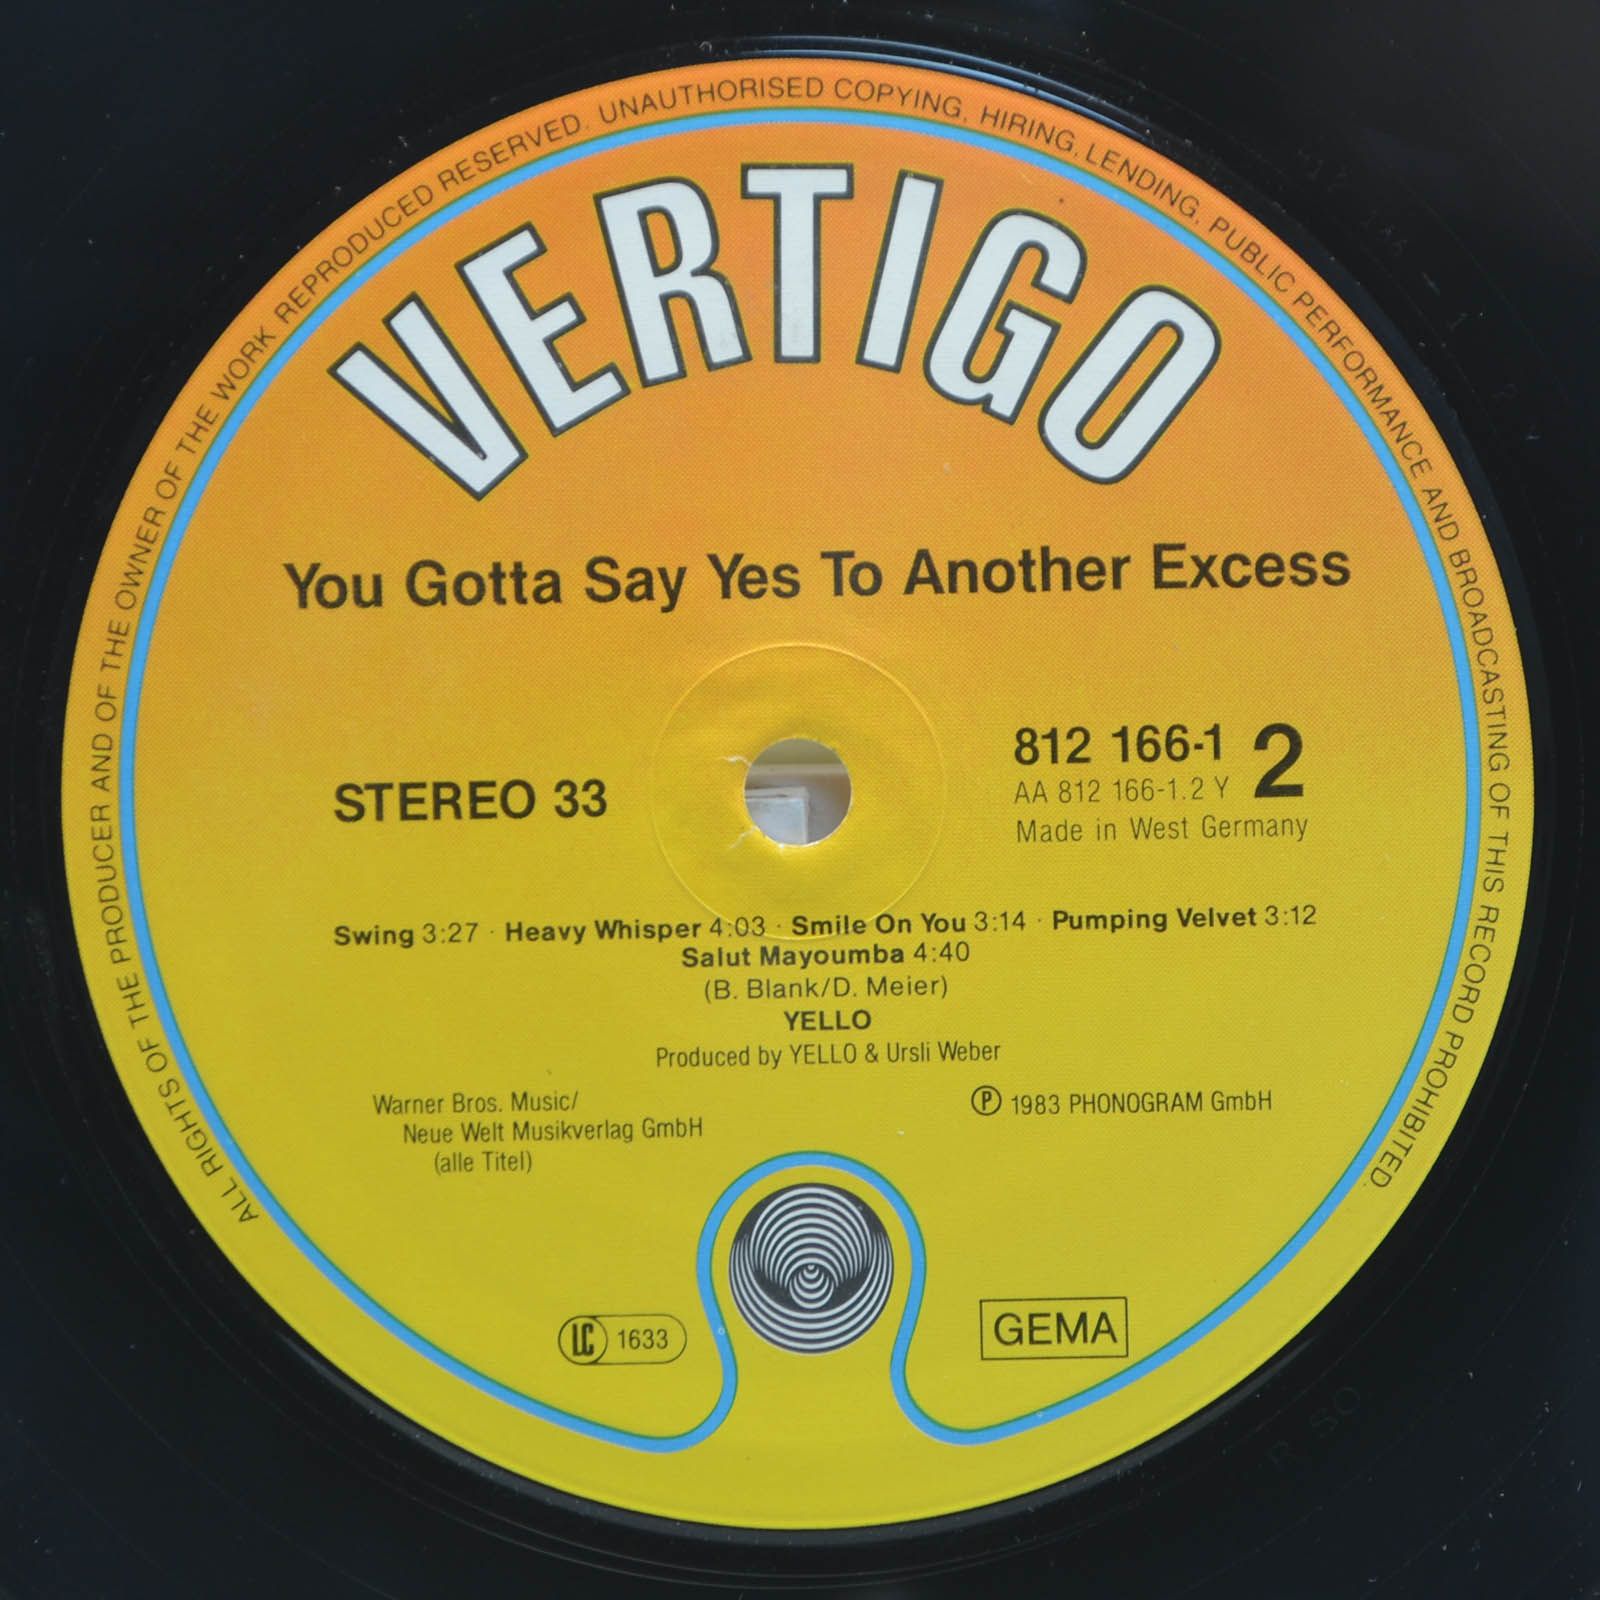 ALL RIGHTS OF THE PRODUCER AND OF THE OWNER OF THE WORK REPRODUCED RESERVED. UNAUTHORISED COPYING, HIRING, LENDING, PUBLIC PERFORMANCE AND BROADCASTING OF THIS RECORD PROHIBITED.
VERTIGO
You Gotta Say Yes To Another Excess
STEREO 33
812 166-1 2
AA 812 166-1.2 Y
Made in West Germany
Swing 3:27 · Heavy Whisper 4:03 · Smile On You 3:14 · Pumping Velvet 3:12
Salut Mayoumba 4:40
(B. Blank/D. Meier)
YELLO
Produced by YELLO & Ursli Weber
Warner Bros. Music/
Neue Welt Musikverlag GmbH
(alle Titel)
Ⓟ 1983 PHONOGRAM GmbH
LC 1633
GEMA